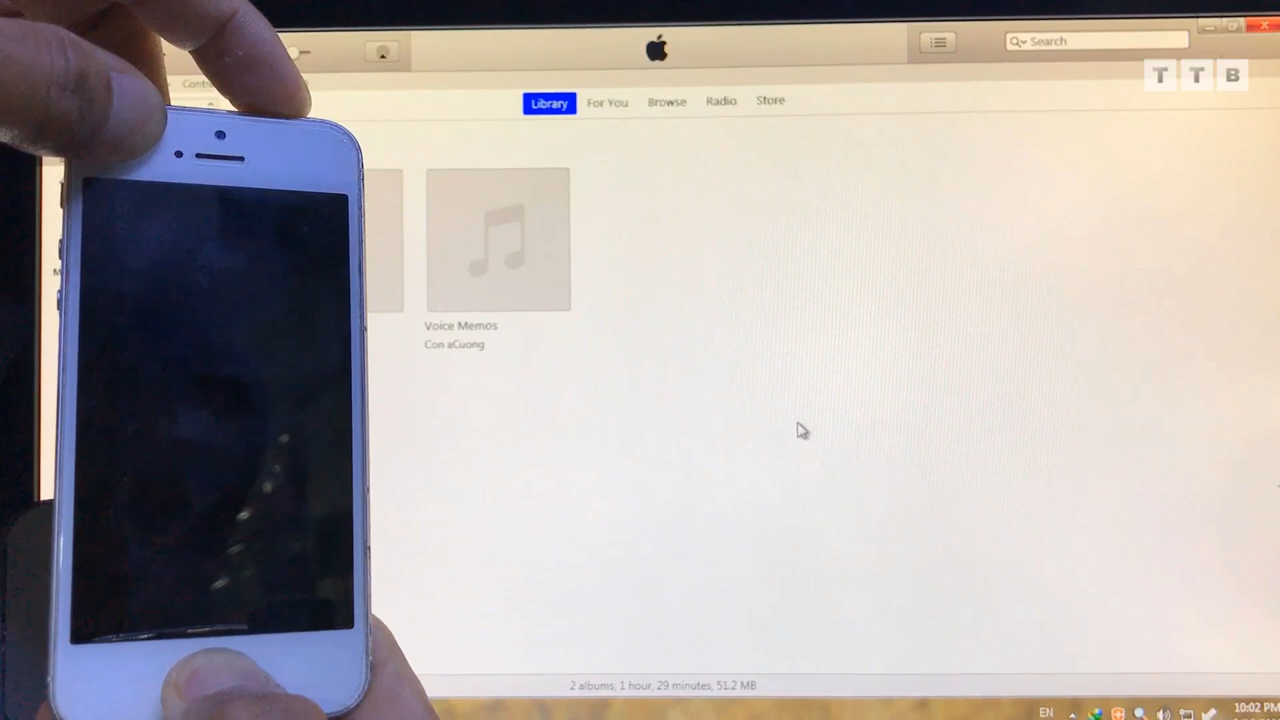 Search
T T B
Contr
Library For You Browse Radio Store
Voice Memos
Con aCuong
2 albums, 1 hour, 29 minutes, 51.2 MB
EN
10:02 PM